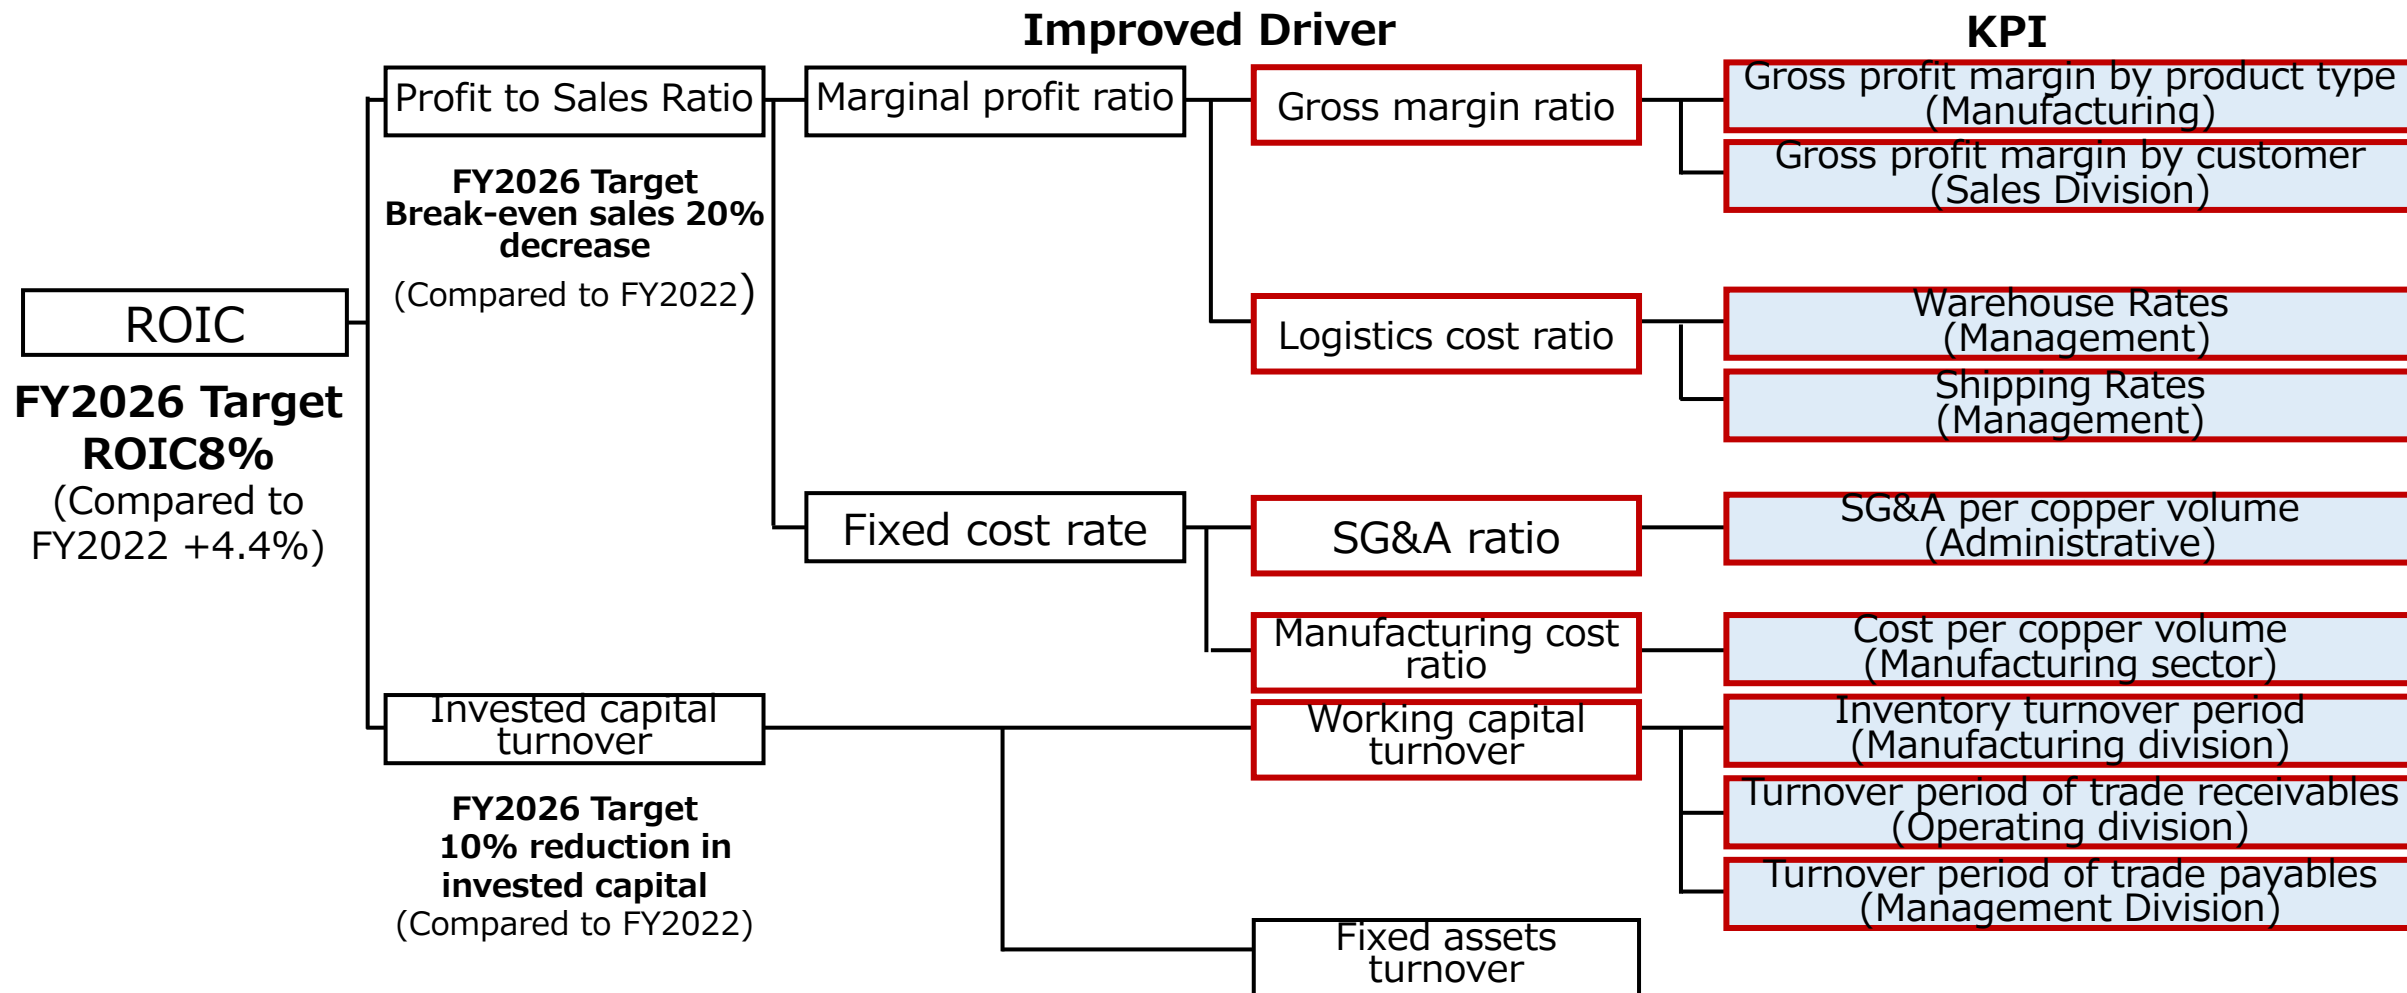 Improved Driver
KPI
ROIC
FY2026 Target
ROIC8%
(Compared to
FY2022 +4.4%)
Profit to Sales Ratio
FY2026 Target
Break-even sales 20%
decrease
(Compared to FY2022)
Invested capital
turnover
FY2026 Target
10% reduction in
invested capital
(Compared to FY2022)
Marginal profit ratio
Fixed cost rate
Gross margin ratio
Logistics cost ratio
SG&A ratio
Manufacturing cost
ratio
Working capital
turnover
Fixed assets
turnover
Gross profit margin by product type
(Manufacturing)
Gross profit margin by customer
(Sales Division)
Warehouse Rates
(Management)
Shipping Rates
(Management)
SG&A per copper volume
(Administrative)
Cost per copper volume
(Manufacturing sector)
Inventory turnover period
(Manufacturing division)
Turnover period of trade receivables
(Operating division)
Turnover period of trade payables
(Management Division)